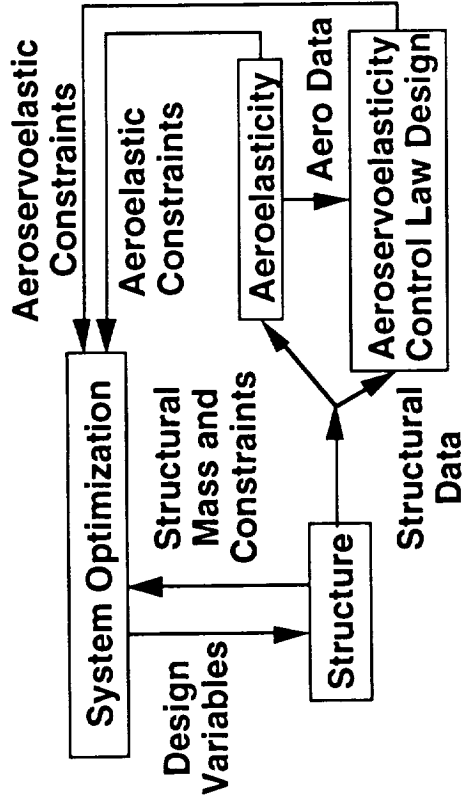 Aeroservoelastic
Constraints
System Optimization
Aeroelastic
Constraints
Design
Variables
Structural
Mass and
Constraints
Aeroelasticity
Aero Data
Structure
Structural
Data
Aeroservoelasticity
Control Law Design